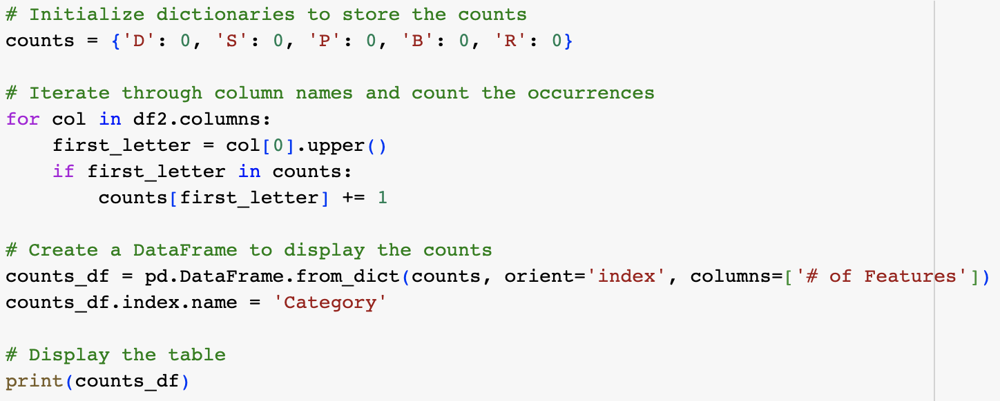 # Initialize dictionaries to store the counts
counts = {'D': 0, 'S': 0, 'P': 0, 'B': 0, 'R': 0}
# Iterate through column names and count the occurrences
for col in df2.columns:
    first_letter = col[0].upper()
    if first_letter in counts:
        counts[first_letter] += 1
# Create a DataFrame to display the counts
counts_df = pd.DataFrame.from_dict(counts, orient='index', columns=['# of Features'])
counts_df.index.name = 'Category'
# Display the table
print(counts_df)